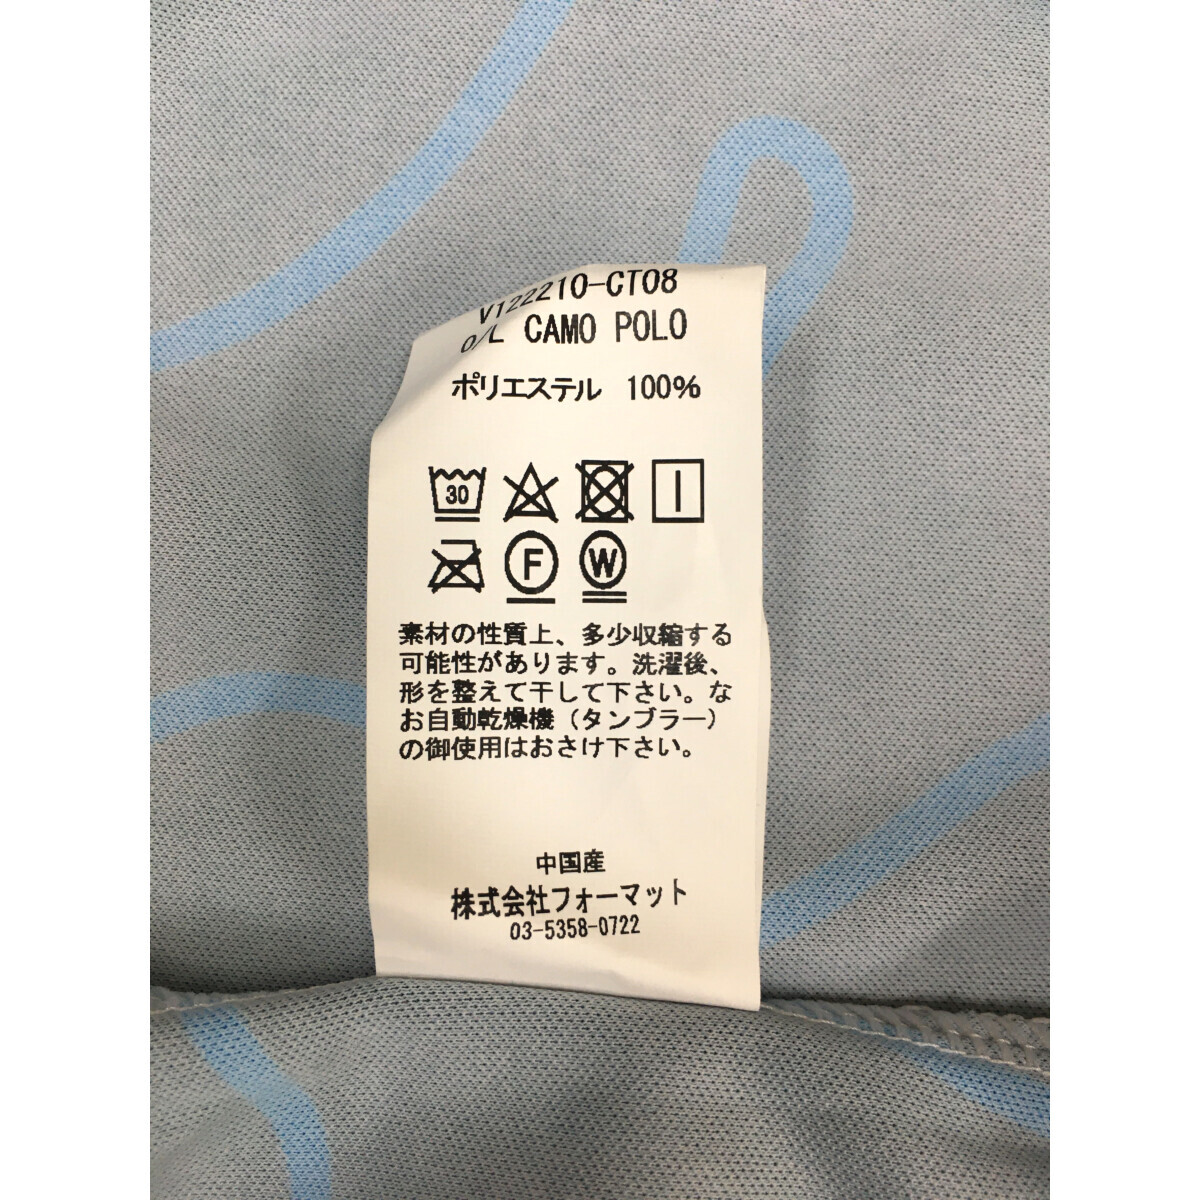 V122210-CT08
O/L CAMO POLO
ポリエステル 100%
30
F W
素材の性質上、多少収縮する
可能性があります。洗濯後、
形を整えて干して下さい。な
お自動乾燥機（タンブラー）
の御使用はおさけ下さい。
中国産
株式会社フォーマット
03-5358-0722